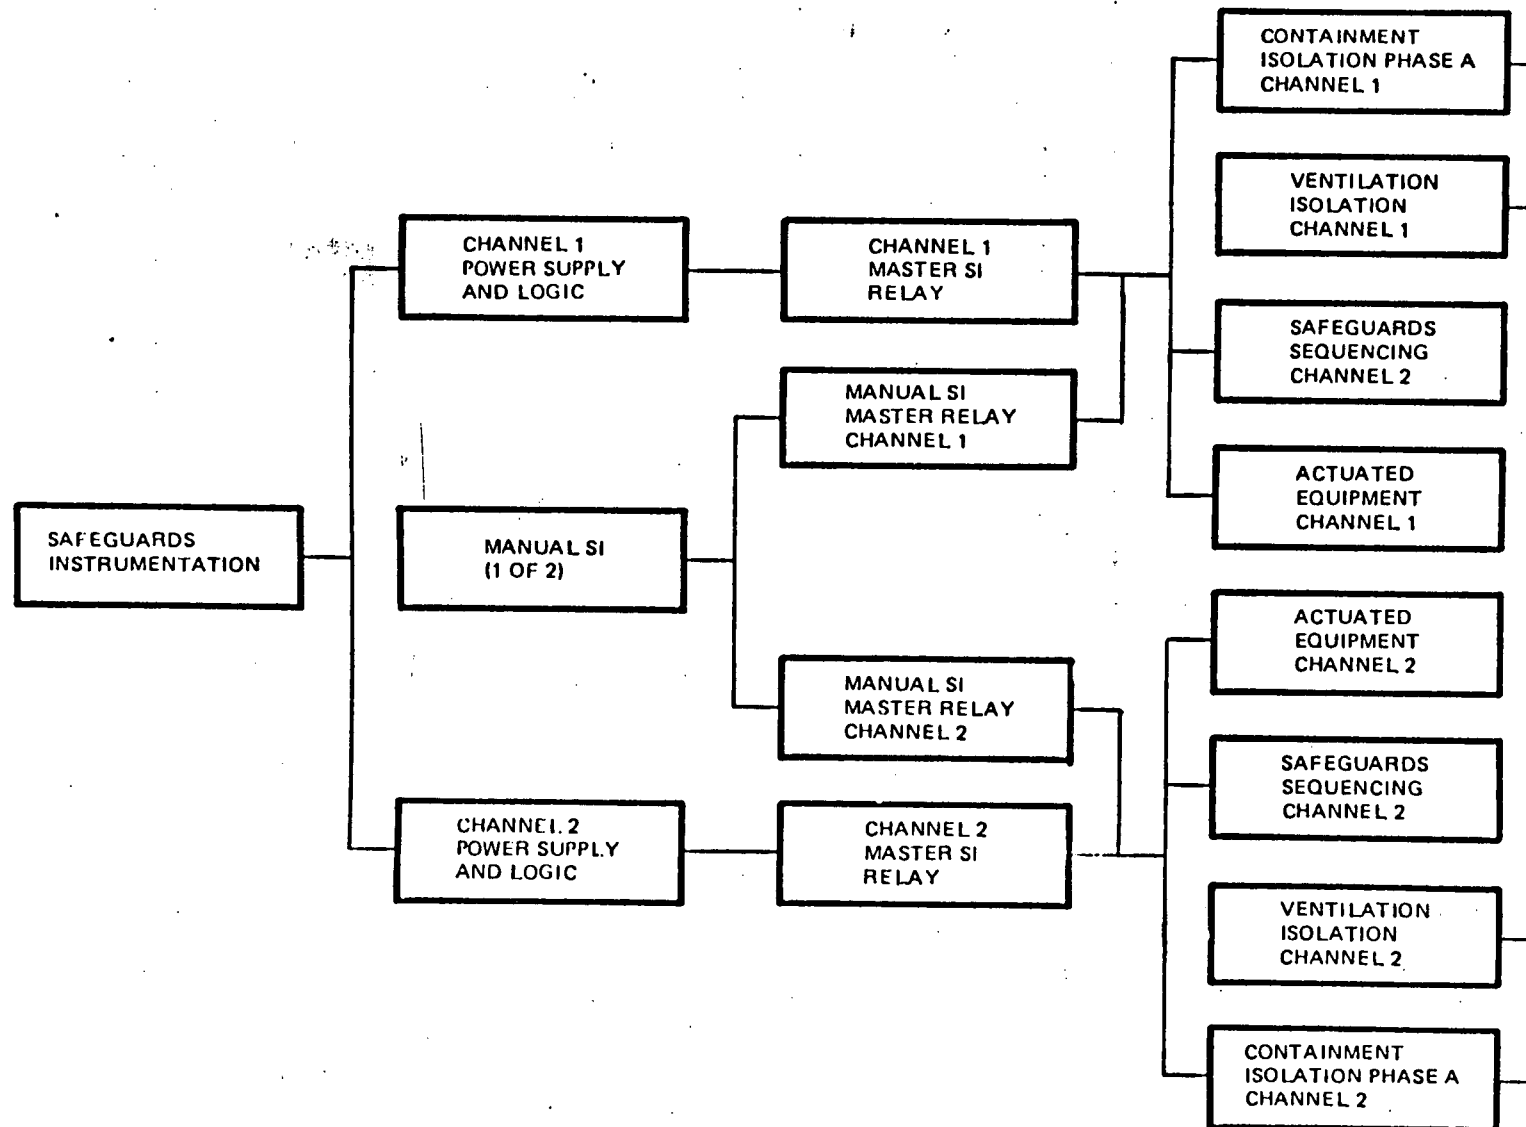 SAFEGUARDS
INSTRUMENTATION
CHANNEL 1
POWER SUPPLY
AND LOGIC
MANUAL SI
(1 OF 2)
CHANNEL 2
POWER SUPPLY
AND LOGIC
CHANNEL 1
MASTER SI
RELAY
MANUAL SI
MASTER RELAY
CHANNEL 1
MANUAL SI
MASTER RELAY
CHANNEL 2
CHANNEL 2
MASTER SI
RELAY
CONTAINMENT
ISOLATION PHASE A
CHANNEL 1
VENTILATION
ISOLATION
CHANNEL 1
SAFEGUARDS
SEQUENCING
CHANNEL 2
ACTUATED
EQUIPMENT
CHANNEL 1
ACTUATED
EQUIPMENT
CHANNEL 2
SAFEGUARDS
SEQUENCING
CHANNEL 2
VENTILATION
ISOLATION
CHANNEL 2
CONTAINMENT
ISOLATION PHASE A
CHANNEL 2